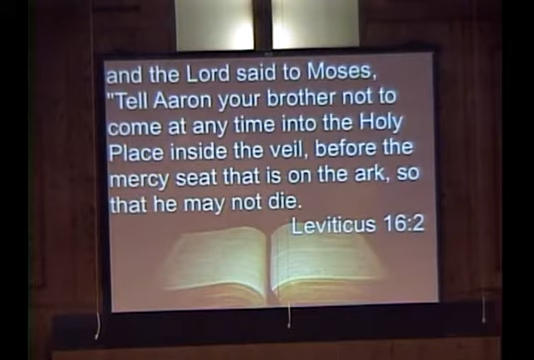 and the Lord said to Moses,
"Tell Aaron your brother not to
come at any time into the Holy
Place inside the veil, before the
mercy seat that is on the ark, so
that he may not die.
Leviticus 16:2